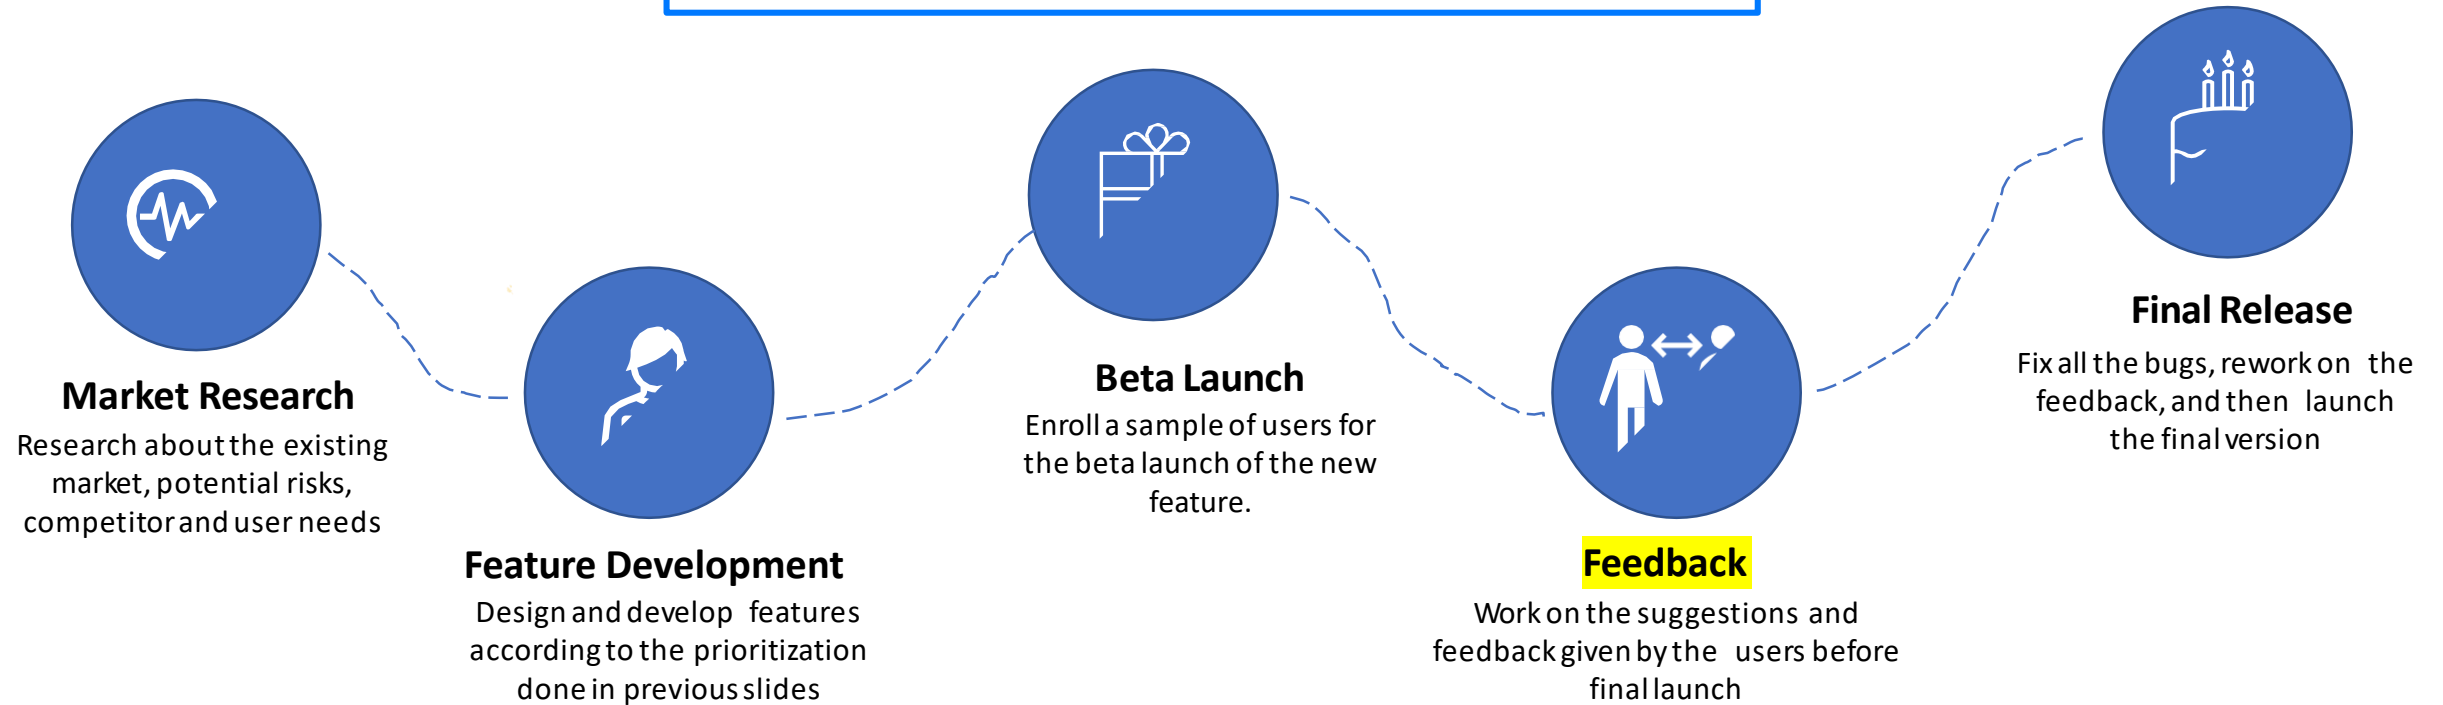 Market Research
Research about the existing
market, potential risks,
competitor and user needs
Feature Development
Design and develop features
according to the prioritization
done in previous slides
Beta Launch
Enroll a sample of users for
the beta launch of the new
feature.
Feedback
Work on the suggestions and
feedback given by the users before
final launch
Final Release
Fix all the bugs, rework on the
feedback, and then launch
the final version